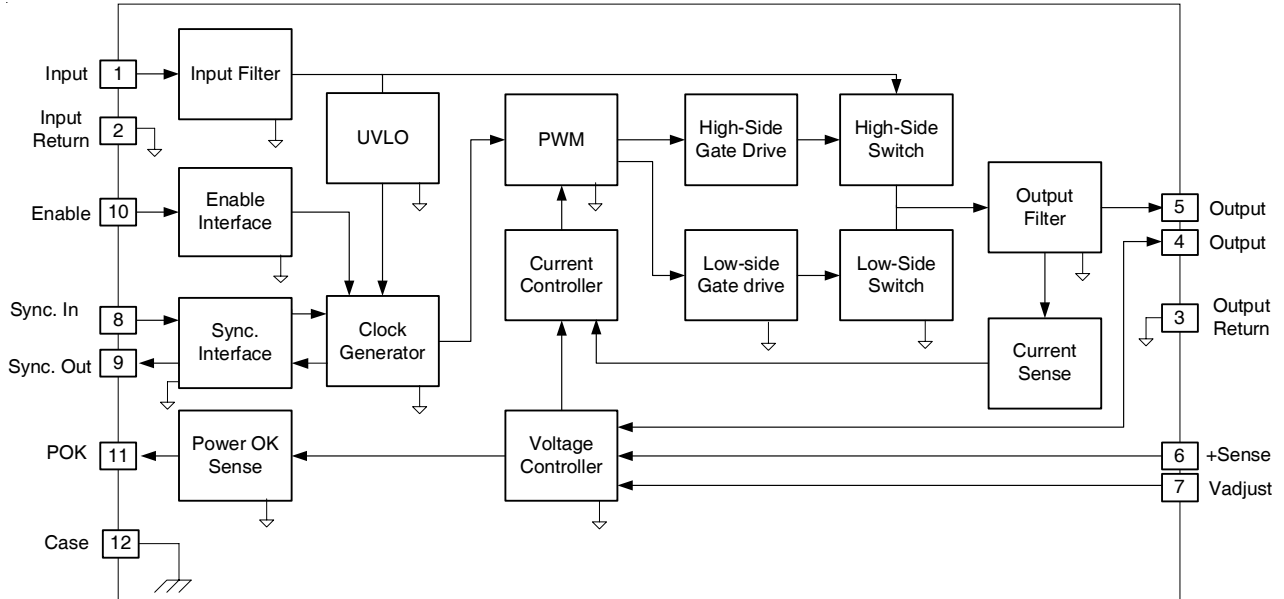 Input
1
Input Filter
Input
Return
2
UVLO
PWM
High-Side
Gate Drive
High-Side
Switch
Enable
10
Enable
Interface
Output
Filter
5
Output
4
Output
Current
Controller
Low-side
Gate drive
Low-Side
Switch
Sync. In
8
Sync. Out
9
Sync.
Interface
Clock
Generator
3
Output
Return
Current
Sense
POK
11
Power OK
Sense
Voltage
Controller
6
+Sense
7
Vadjust
Case
12